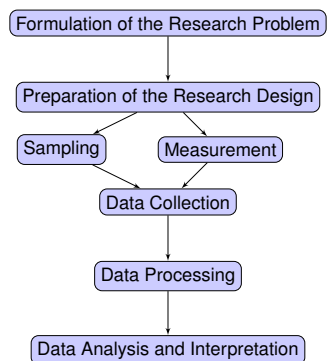 Formulation of the Research Problem
Preparation of the Research Design
Sampling
Measurement
Data Collection
Data Processing
Data Analysis and Interpretation